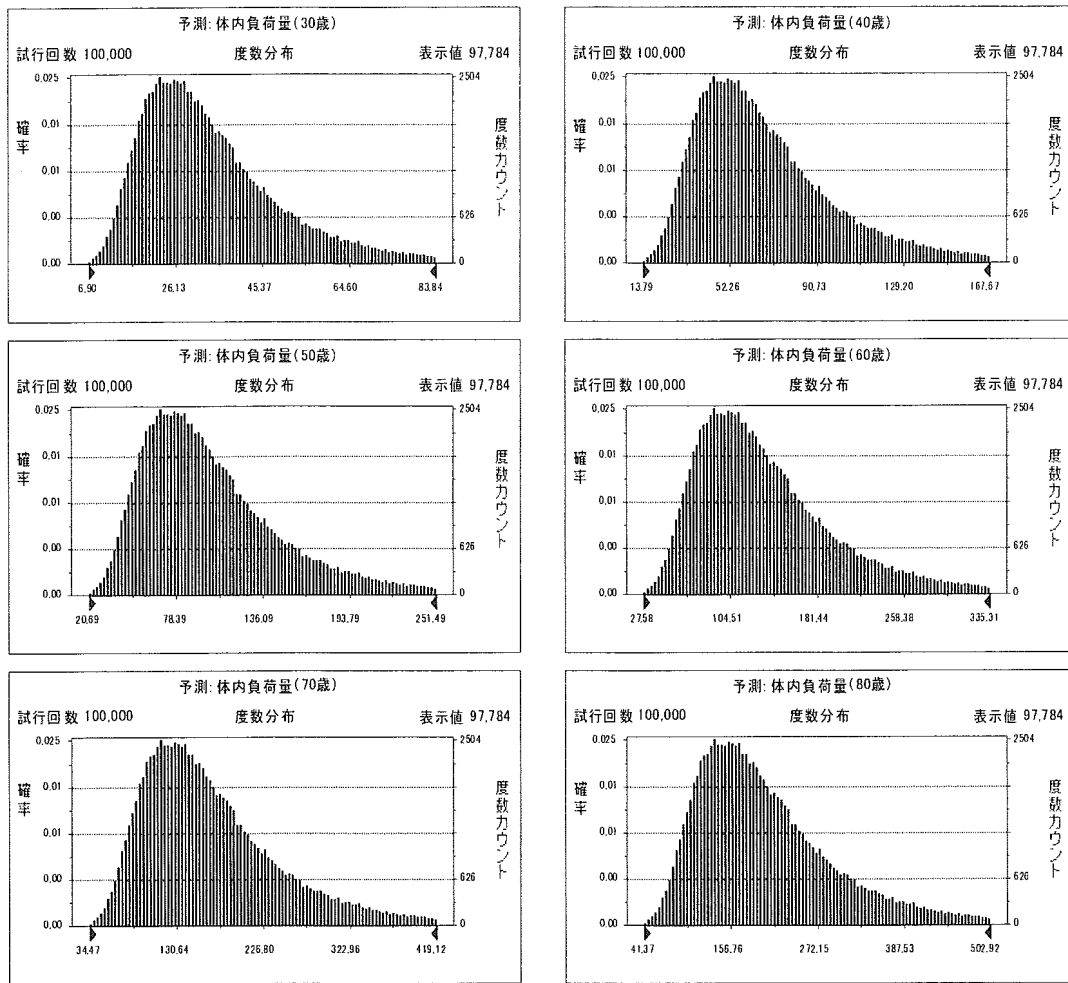 予測: 体内負荷量(30歳)
試行回数 100,000 度数分布 表示値 97,784
0.025
0.01
0.01
0.00
0.00
確率
2504
626
0
度数カウント
6.90 26.13 45.37 64.60 83.84
予測: 体内負荷量(40歳)
試行回数 100,000 度数分布 表示値 97,784
0.025
0.01
0.01
0.00
0.00
確率
2504
626
0
度数カウント
13.79 52.26 90.73 129.20 167.67
予測: 体内負荷量(50歳)
試行回数 100,000 度数分布 表示値 97,784
0.025
0.01
0.01
0.00
0.00
確率
2504
626
0
度数カウント
20.69 78.39 136.09 193.79 251.49
予測: 体内負荷量(60歳)
試行回数 100,000 度数分布 表示値 97,784
0.025
0.01
0.01
0.00
0.00
確率
2504
626
0
度数カウント
27.58 104.51 181.44 258.38 335.31
予測: 体内負荷量(70歳)
試行回数 100,000 度数分布 表示値 97,784
0.025
0.01
0.01
0.00
0.00
確率
2504
626
0
度数カウント
34.47 130.64 226.80 322.96 419.12
予測: 体内負荷量(80歳)
試行回数 100,000 度数分布 表示値 97,784
0.025
0.01
0.01
0.00
0.00
確率
2504
626
0
度数カウント
41.37 156.76 272.15 387.53 502.92